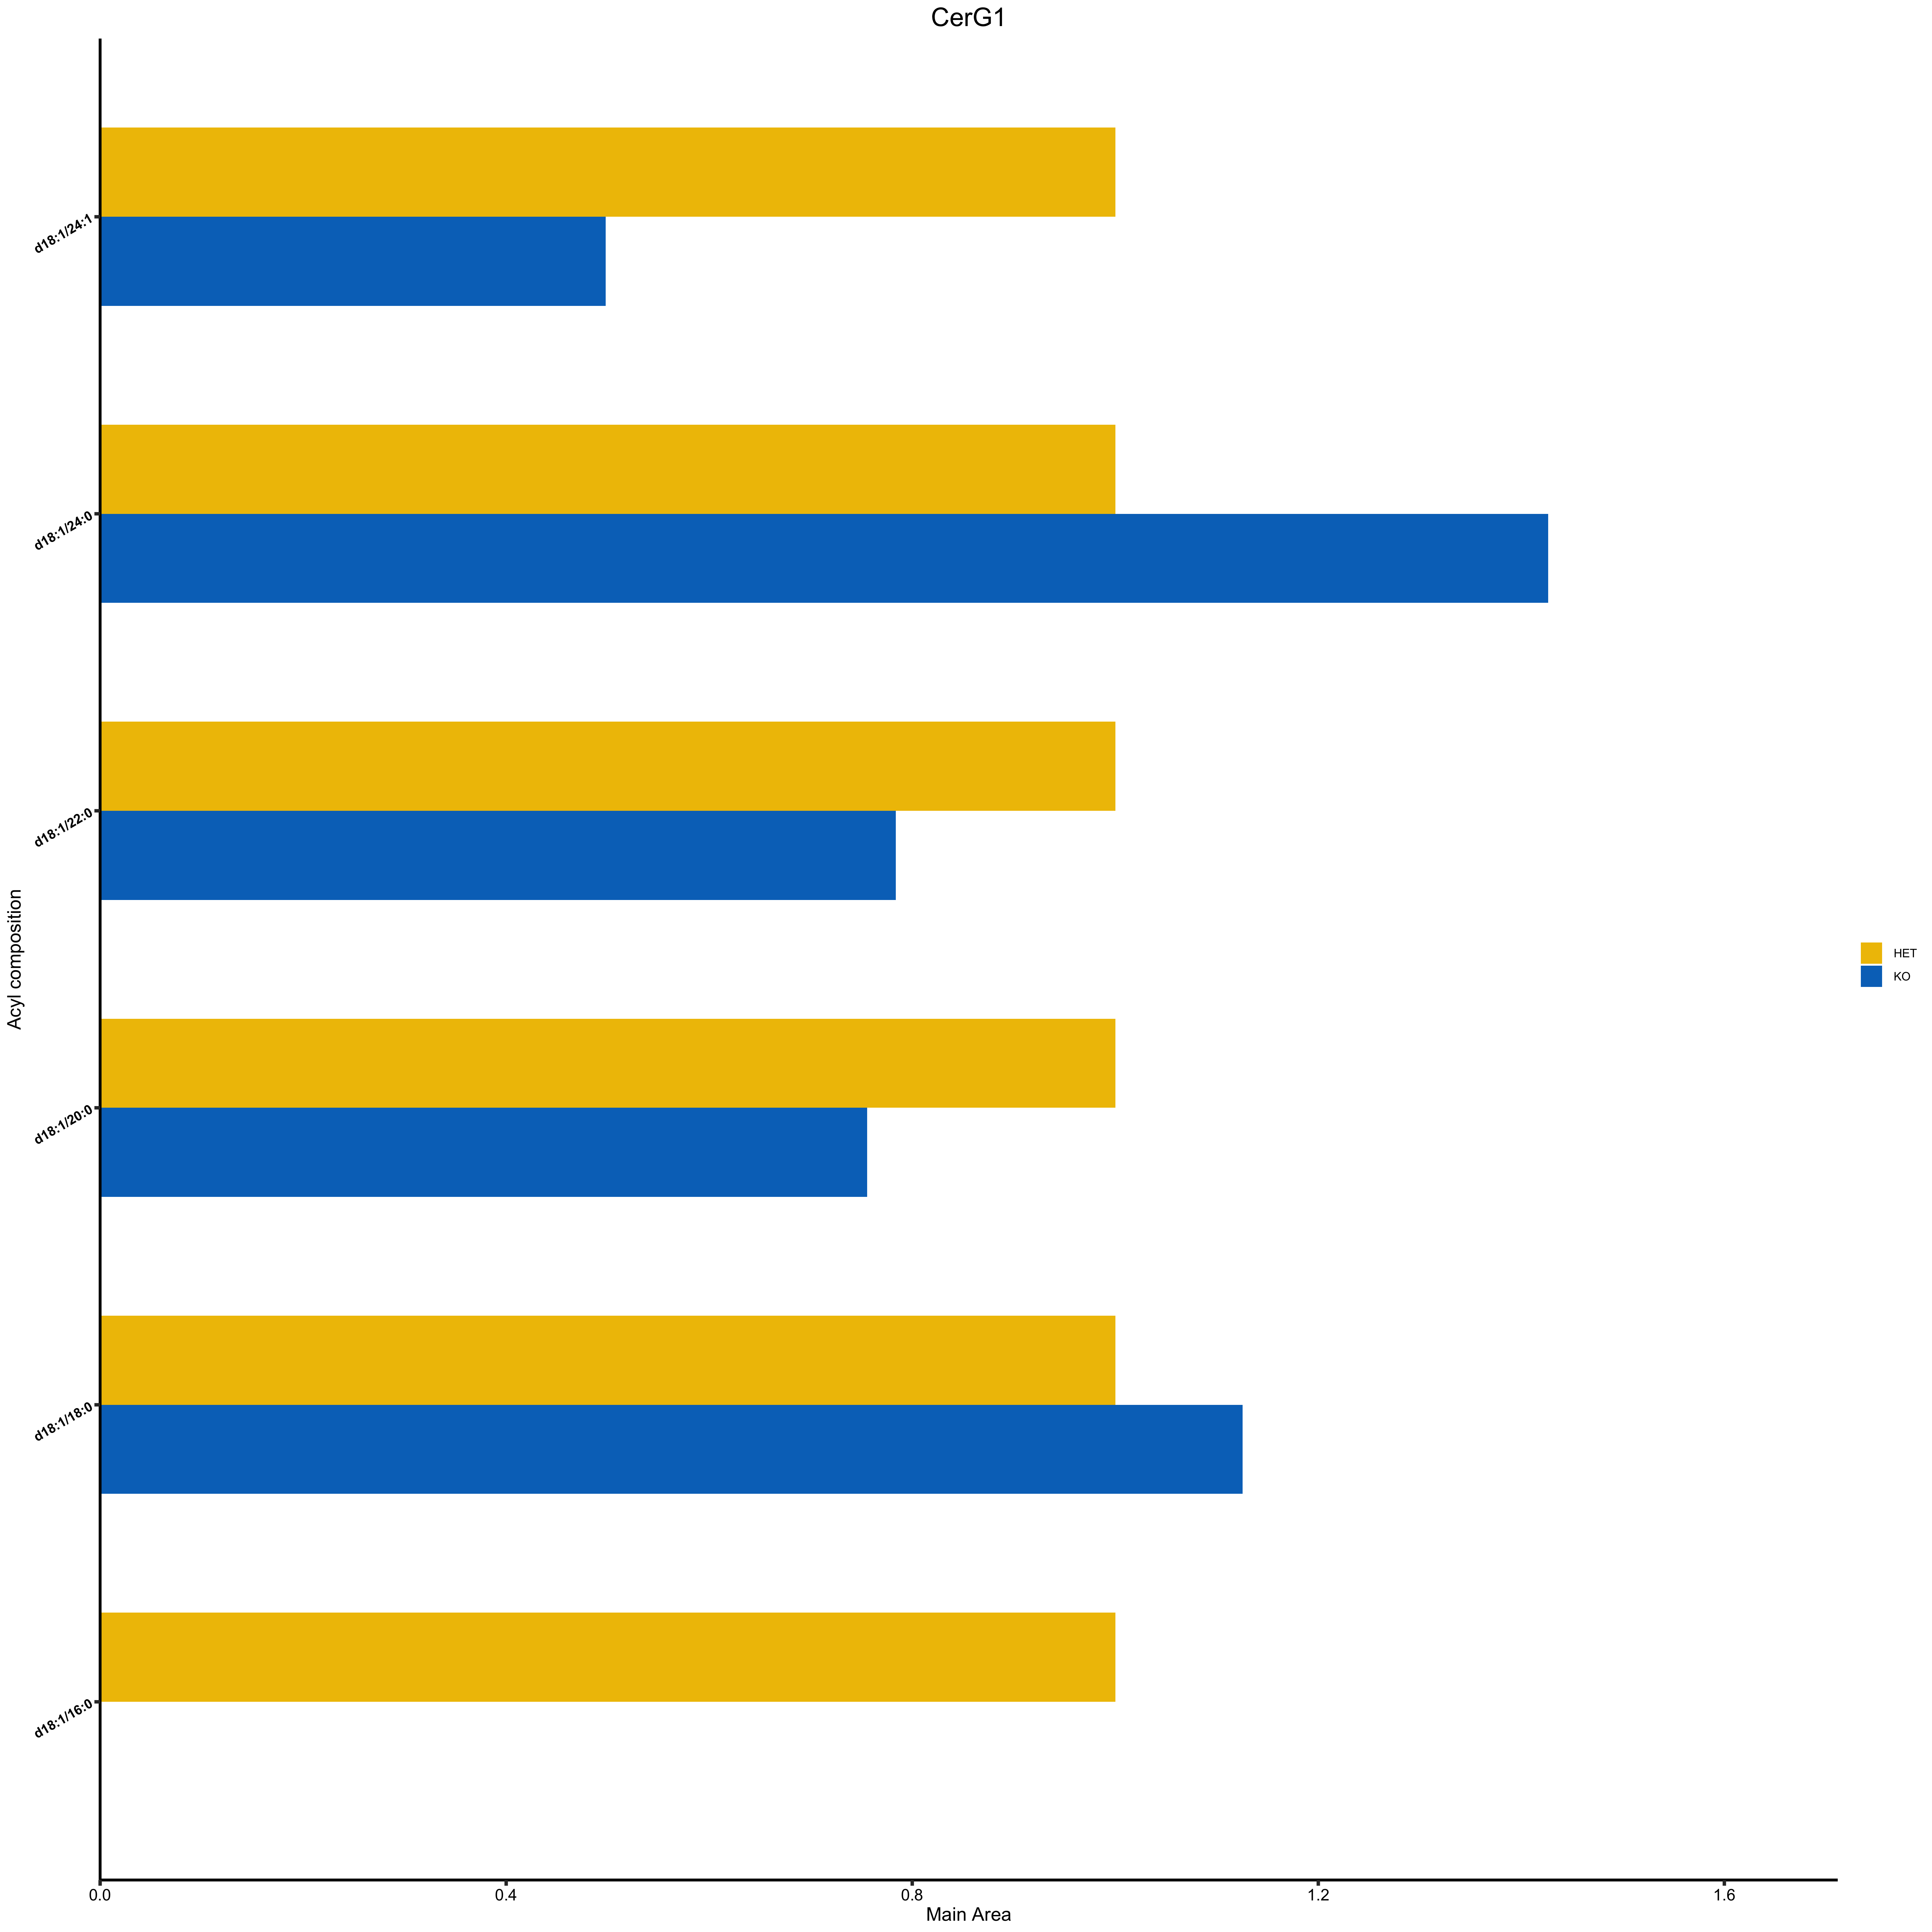 CerG1
d18:1/24:1
d18:1/24:0
d18:1/22:0
d18:1/20:0
d18:1/18:0
d18:1/16:0
Acyl composition
0.0 0.4 0.8 1.2 1.6
Main Area
HET
KO